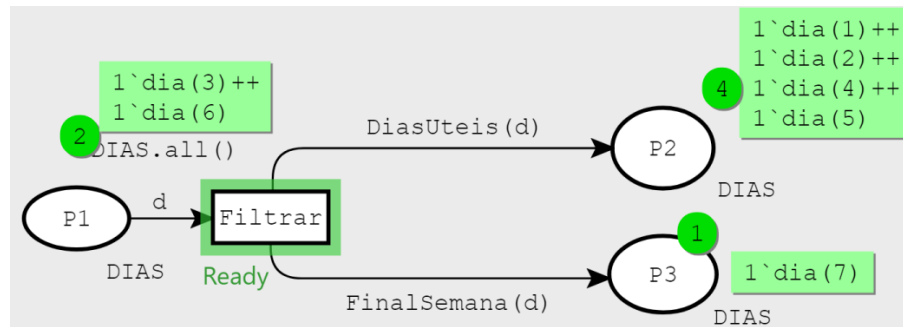 1`dia(1)++
1`dia(2)++
1`dia(4)++
1`dia(5)
4
1`dia(3)++
1`dia(6)
2
DIAS.all()
DiasUteis(d)
P2
DIAS
P1
d
Filtrar
DIAS
Ready
1
P3
1`dia(7)
FinalSemana(d)
DIAS